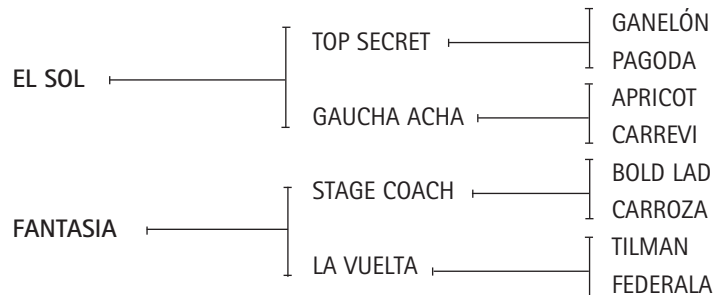 GANELÓN
TOP SECRET
PAGODA
EL SOL
APRICOT
GAUCHA ACHA
CARREVI
BOLD LAD
STAGE COACH
CARROZA
FANTASIA
TILMAN
LA VUELTA
FEDERALA